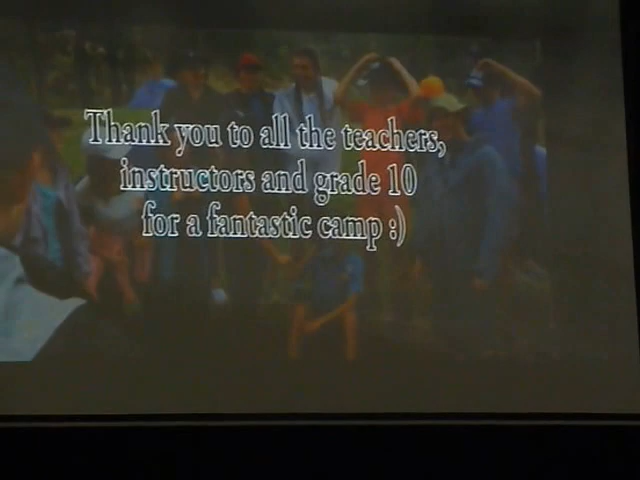 Thank you to all the teachers,
instructors and grade 10
for a fantastic camp :)